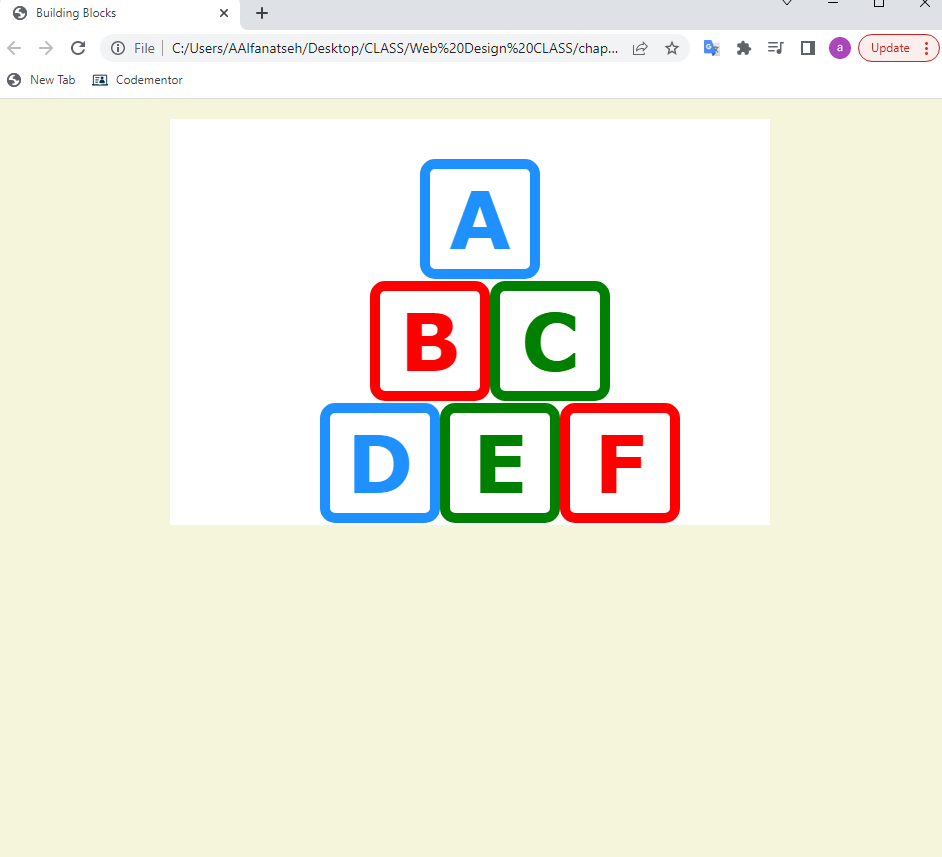 Building Blocks
File C:/Users/AAlfanatseh/Desktop/CLASS/Web%20Design%20CLASS/chap... a Update
New Tab Codementor
A
B C
D E F